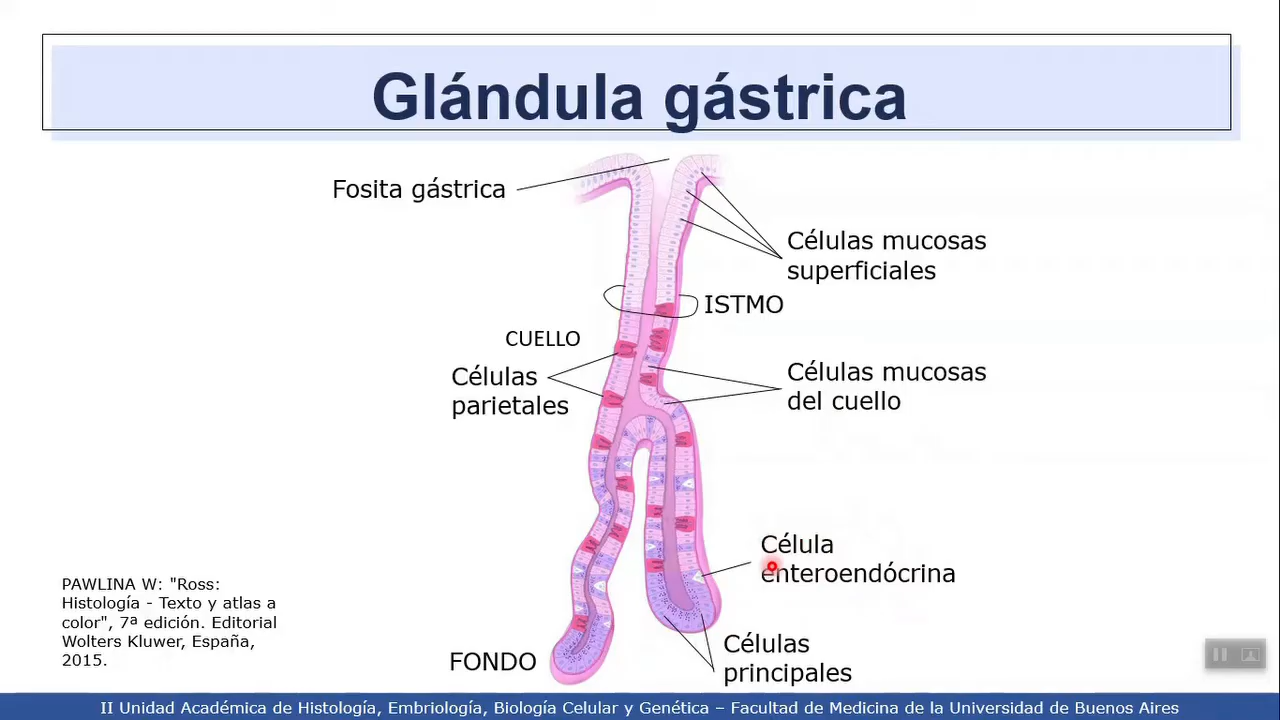 Glándula gástrica
Fosita gástrica
Células mucosas
superficiales
ISTMO
CUELLO
Células
parietales
Células mucosas
del cuello
Célula
enteroendócrina
PAWLINA W: "Ross:
Histología - Texto y atlas a
color", 7ª edición. Editorial
Wolters Kluwer, España,
2015.
FONDO
Células
principales
II Unidad Académica de Histología, Embriología, Biología Celular y Genética – Facultad de Medicina de la Universidad de Buenos Aires